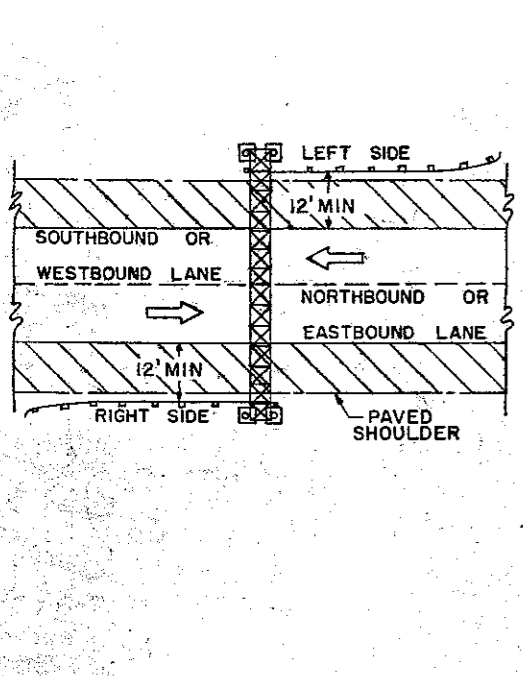 LEFT SIDE
12' MIN
SOUTHBOUND OR
WESTBOUND LANE
NORTHBOUND OR
EASTBOUND LANE
12' MIN
RIGHT SIDE
PAVED
SHOULDER